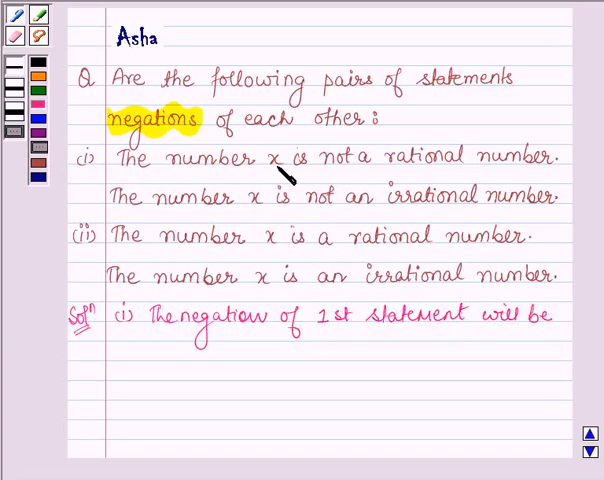 Asha
Q Are the following pairs of statements
negations of each other:
(i) The number x is not a rational number.
The number x is not an irrational number.
(ii) The number x is a rational number.
The number x is an irrational number.
Solⁿ (i) The negation of 1st statement will be